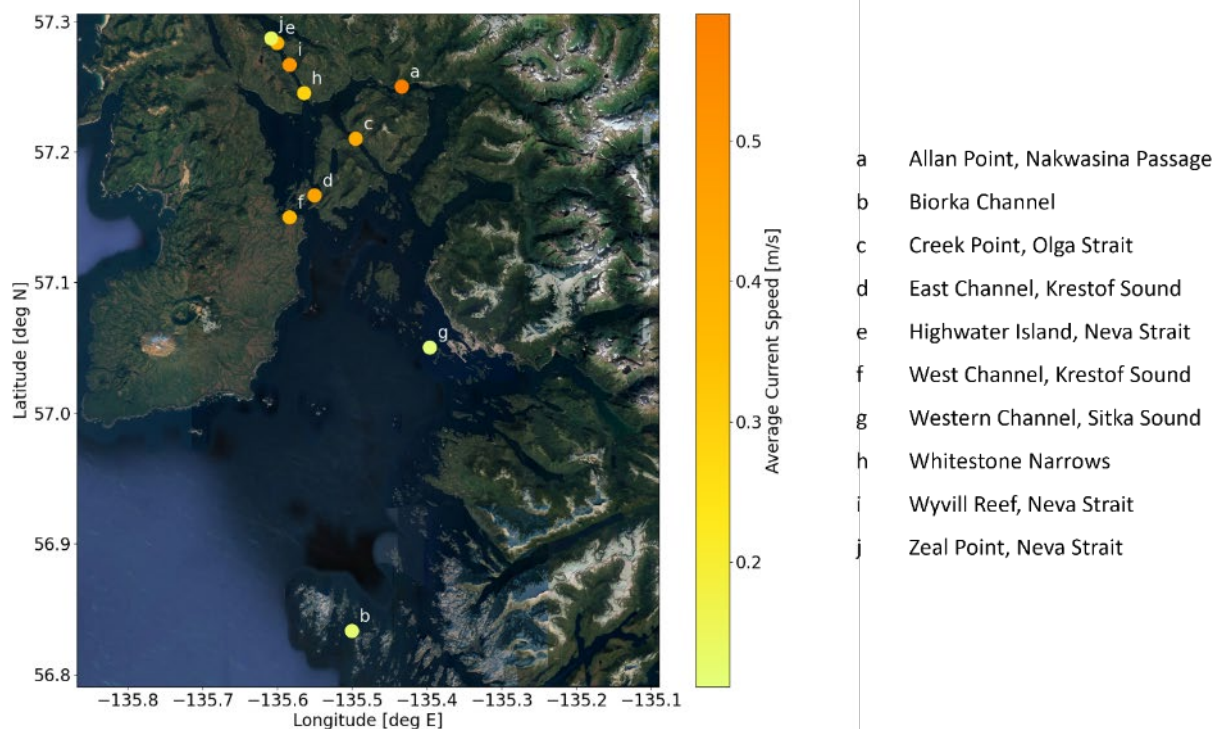 57.3
57.2
57.1
57.0
56.9
56.8
Latitude [deg N]
j e
i
h
a
c
d
f
g
b
−135.8 −135.7 −135.6 −135.5 −135.4 −135.3 −135.2 −135.1
Longitude [deg E]
0.5
0.4
0.3
0.2
Average Current Speed [m/s]
a Allan Point, Nakwasina Passage
b Biorka Channel
c Creek Point, Olga Strait
d East Channel, Krestof Sound
e Highwater Island, Neva Strait
f West Channel, Krestof Sound
g Western Channel, Sitka Sound
h Whitestone Narrows
i Wyvill Reef, Neva Strait
j Zeal Point, Neva Strait